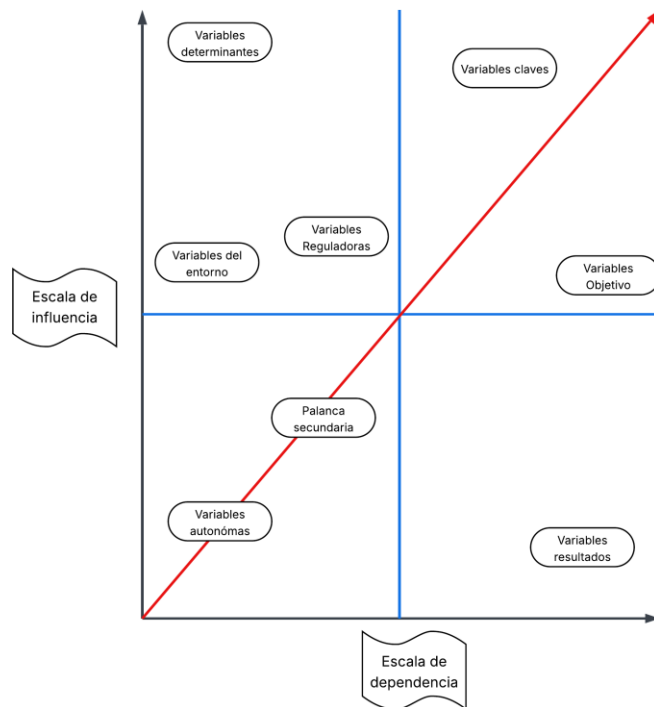 Variables
determinantes
Variables claves
Variables
Reguladoras
Variables del
entorno
Variables
Objetivo
Escala de
influencia
Palanca
secundaria
Variables
autonómas
Variables
resultados
Escala de
dependencia